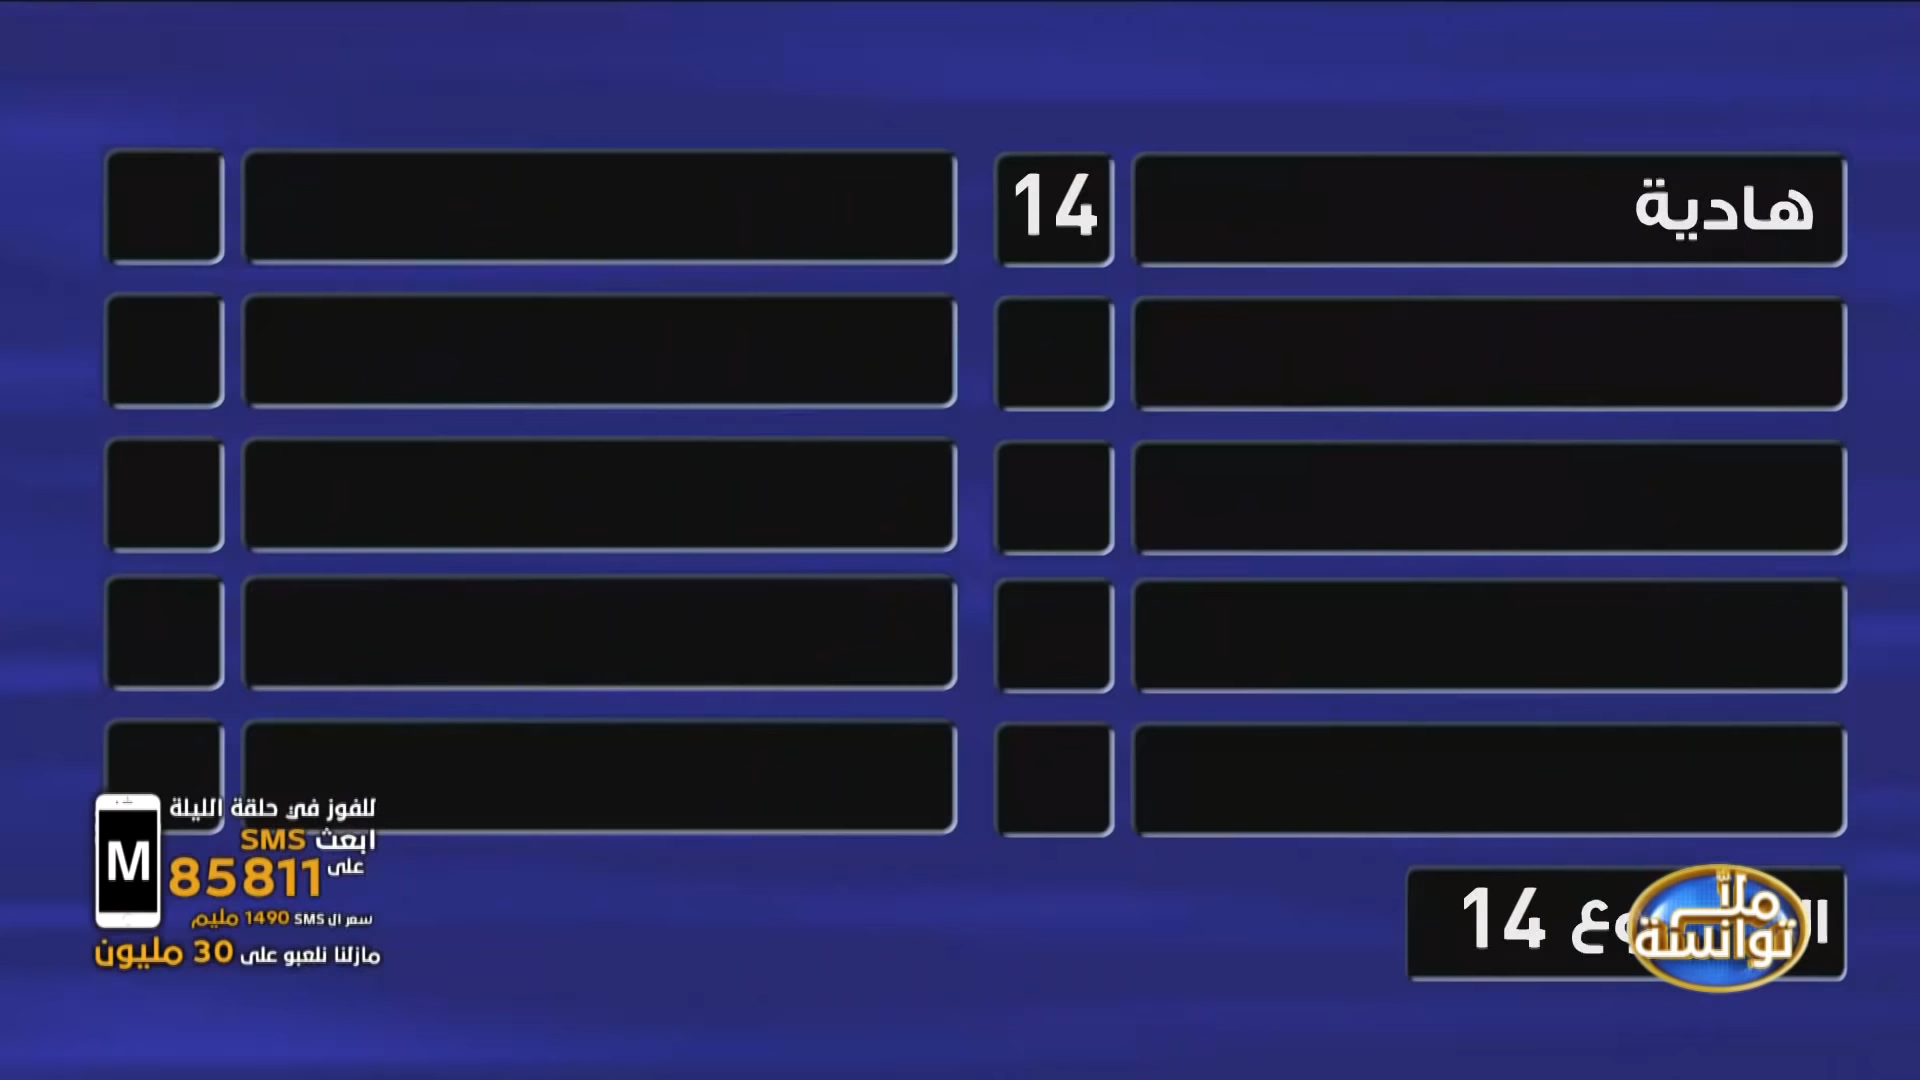 هادية 14
14
مليّ
توانسة
للفوز في حلقة الليلة
ابعث SMS
على 85811
M
سعر ال SMS 1490 مليم
مازلنا نلعبو على 30 مليون